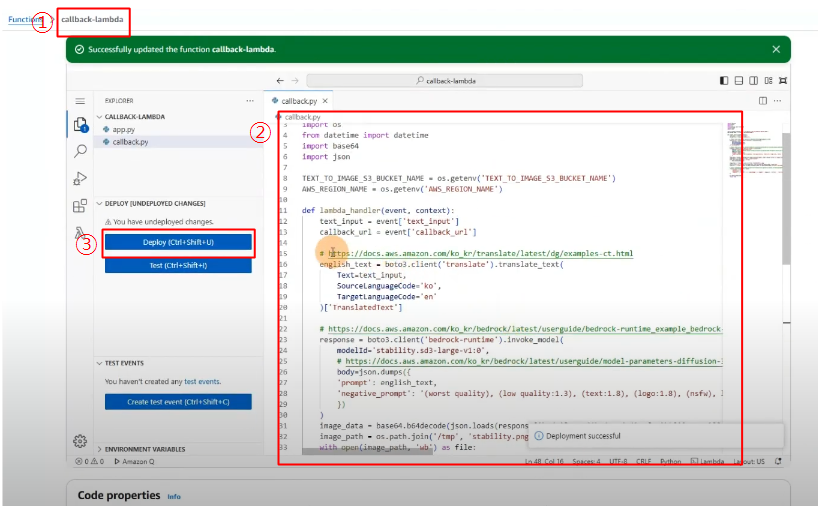 Functions > callback-lambda
①
Successfully updated the function callback-lambda.
callback-lambda
EXPLORER
CALLBACK-LAMBDA
app.py
callback.py
DEPLOY [UNDEPLOYED CHANGES]
You have undeployed changes.
③
Deploy (Ctrl+Shift+U)
Test (Ctrl+Shift+I)
TEST EVENTS
You haven't created any test events.
Create test event (Ctrl+Shift+C)
ENVIRONMENT VARIABLES
callback.py
callback.py
②
3 import os
4 from datetime import datetime
5 import base64
6 import json
7
8 TEXT_TO_IMAGE_S3_BUCKET_NAME = os.getenv('TEXT_TO_IMAGE_S3_BUCKET_NAME')
9 AWS_REGION_NAME = os.getenv('AWS_REGION_NAME')
10
11 def lambda_handler(event, context):
12 text_input = event['text_input']
13 callback_url = event['callback_url']
14
15 # https://docs.aws.amazon.com/ko_kr/translate/latest/dg/examples-ct.html
16 english_text = boto3.client('translate').translate_text(
17 Text=text_input,
18 SourceLanguageCode='ko',
19 TargetLanguageCode='en'
20 )['TranslatedText']
21
22 # https://docs.aws.amazon.com/ko_kr/bedrock/latest/userguide/bedrock-runtime_example_bedrock-
23 response = boto3.client('bedrock-runtime').invoke_model(
24 modelId='stability.sd3-large-v1:0',
25 # https://docs.aws.amazon.com/ko_kr/bedrock/latest/userguide/model-parameters-diffusion-
26 body=json.dumps({
27 'prompt': english_text,
28 'negative_prompt': '(worst quality), (low quality:1.3), (text:1.8), (logo:1.8), (nsfw),
29 })
30 )
31 image_data = base64.b64decode(json.loads(respons
32 image_path = os.path.join('/tmp', 'stability.png
33 with open(image_path, 'wb') as file:
Deployment successful
0 0 Amazon Q
Ln 48, Col 16 Spaces: 4 UTF-8 CRLF Python Lambda Layout: US
Code properties Info